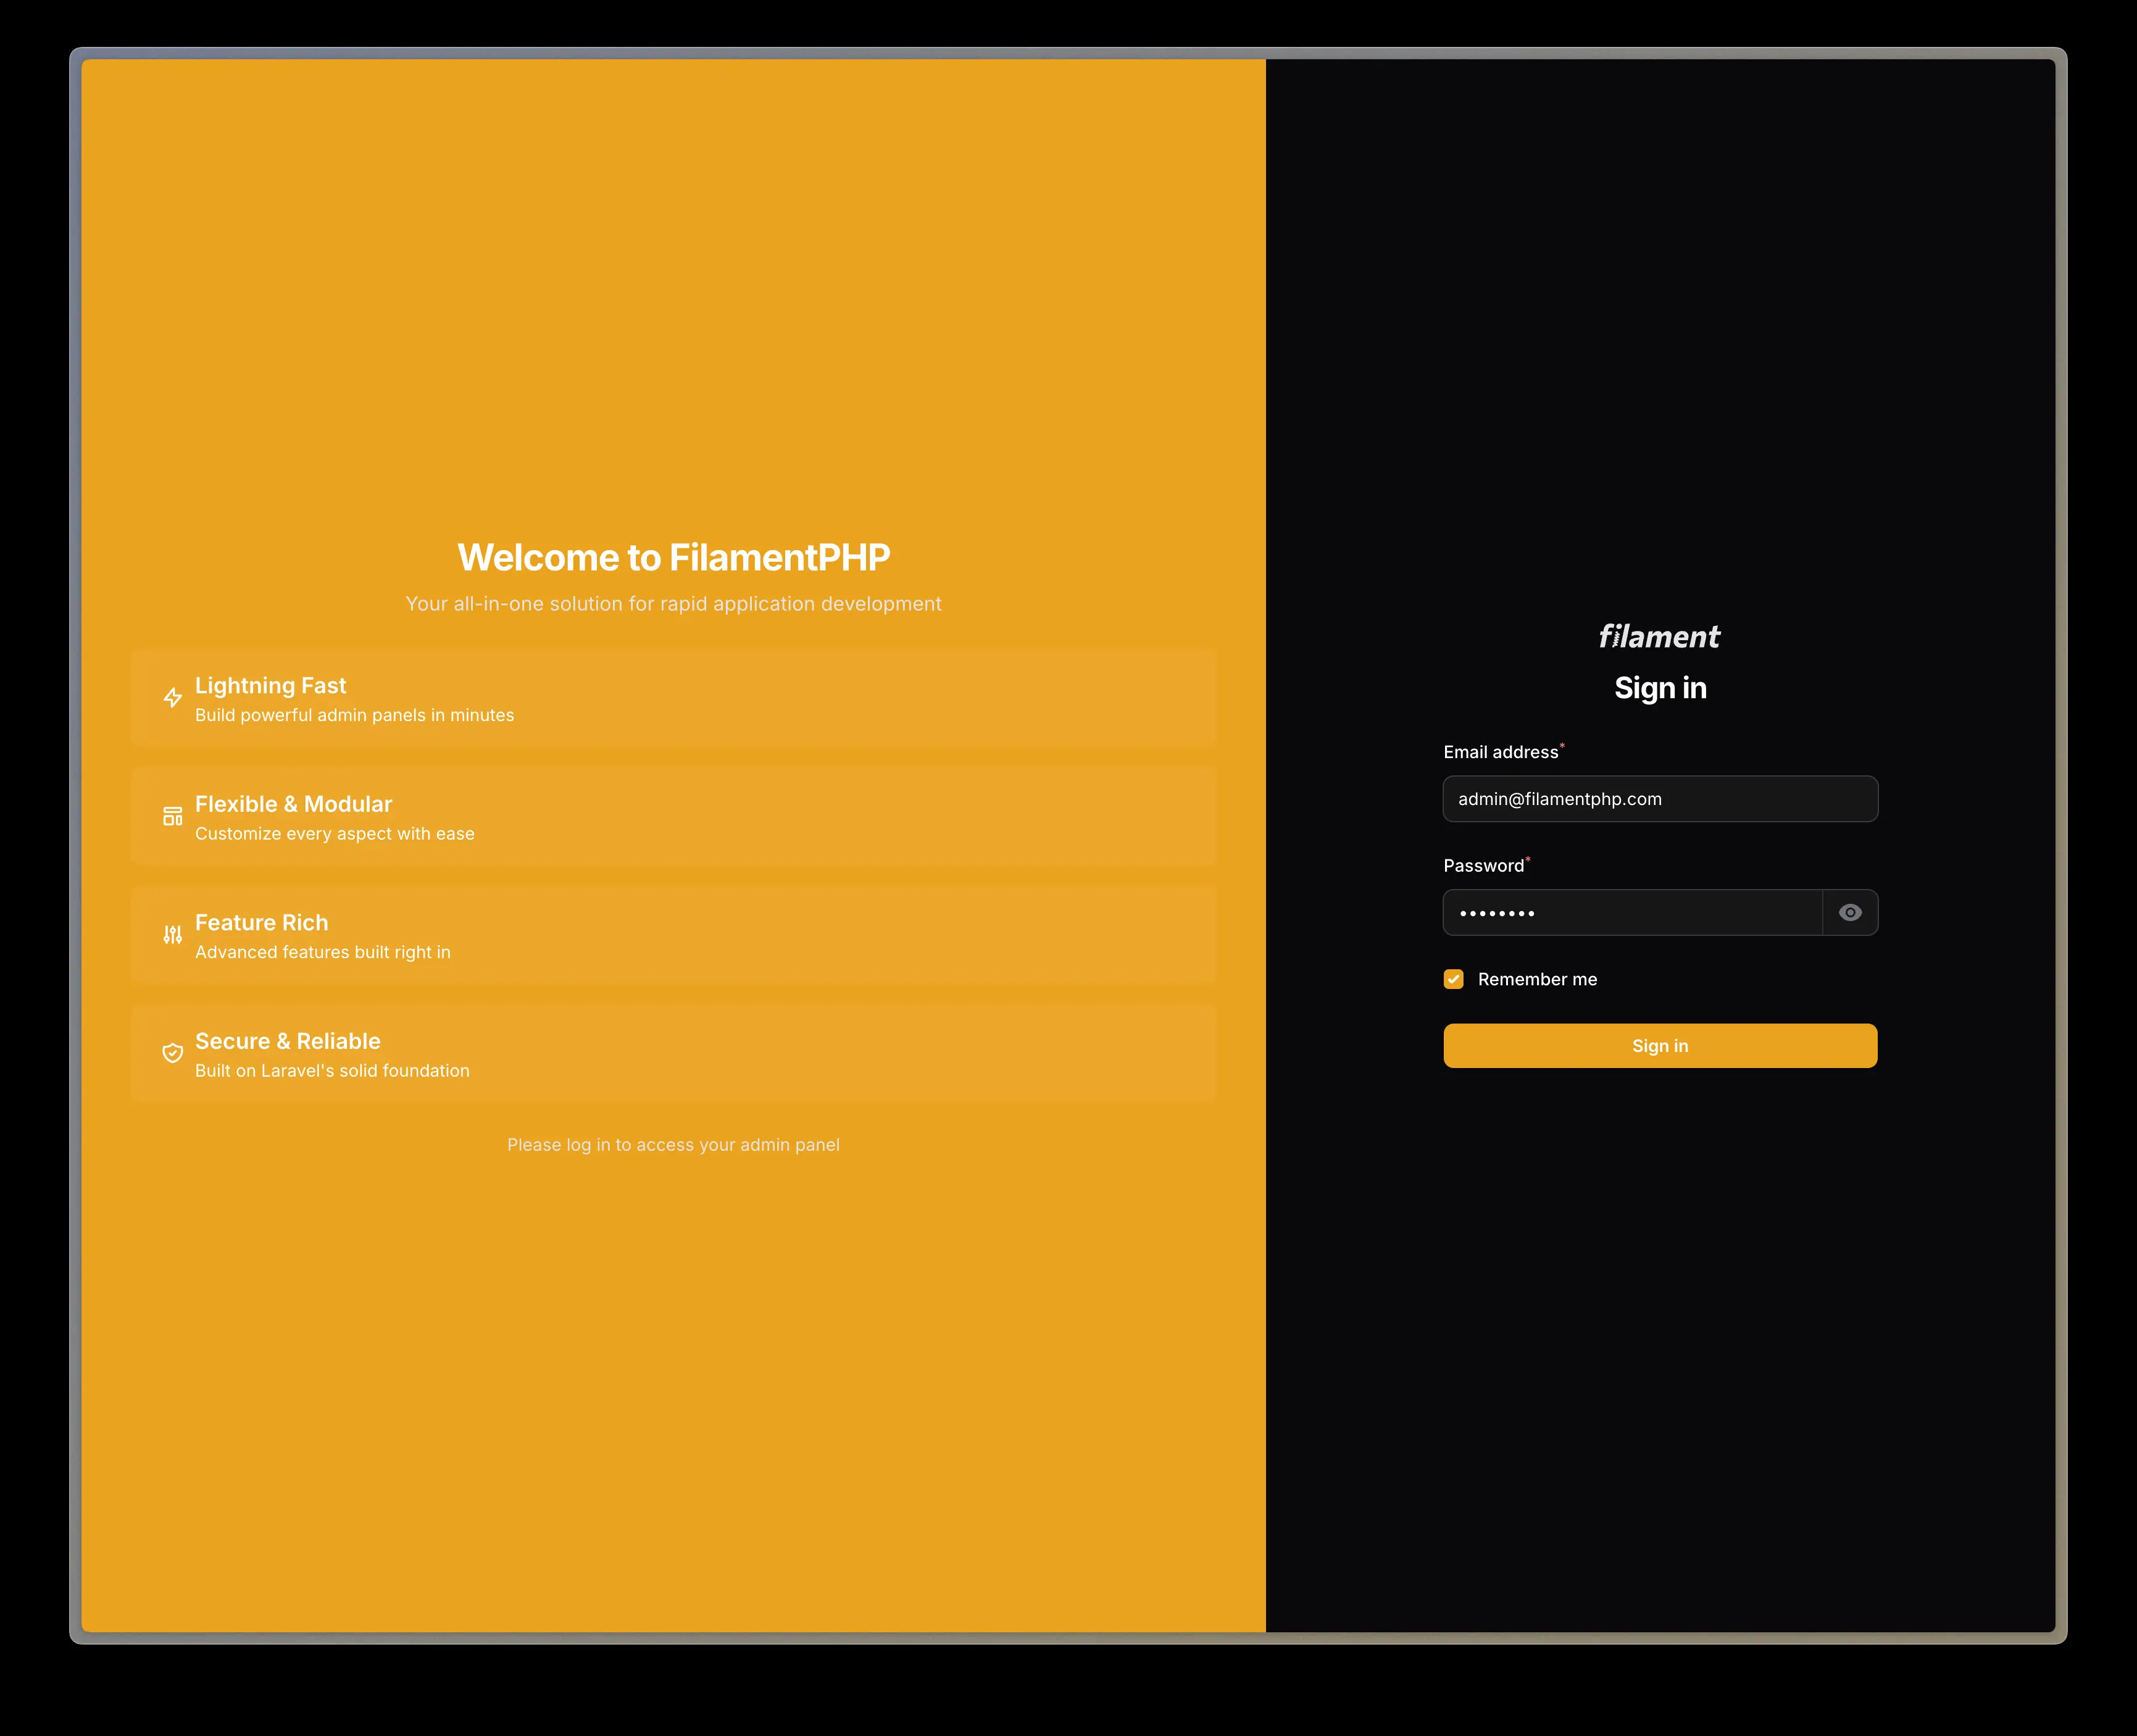 Welcome to FilamentPHP
Your all-in-one solution for rapid application development
Lightning Fast
Build powerful admin panels in minutes
Flexible & Modular
Customize every aspect with ease
Feature Rich
Advanced features built right in
Secure & Reliable
Built on Laravel's solid foundation
Please log in to access your admin panel
filament
Sign in
Email address*
admin@filamentphp.com
Password*
••••••••
Remember me
Sign in